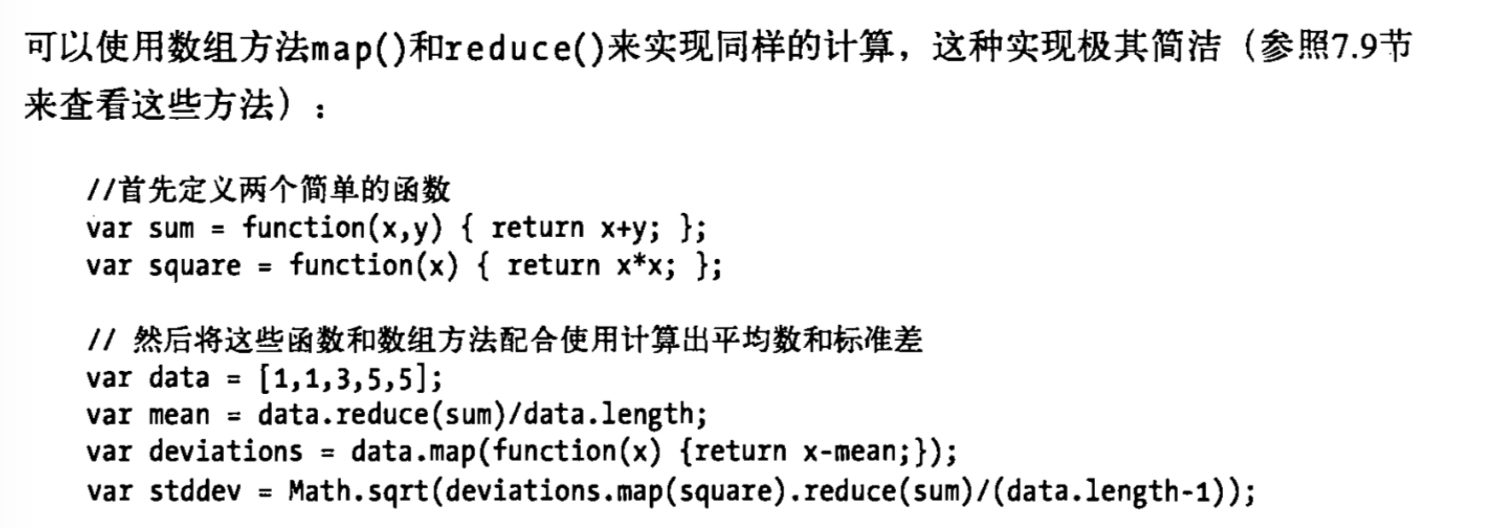 可以使用数组方法map()和reduce()来实现同样的计算，这种实现极其简洁（参照7.9节
来查看这些方法）：
//首先定义两个简单的函数
var sum = function(x,y) { return x+y; };
var square = function(x) { return x*x; };
// 然后将这些函数和数组方法配合使用计算出平均数和标准差
var data = [1,1,3,5,5];
var mean = data.reduce(sum)/data.length;
var deviations = data.map(function(x) {return x-mean;});
var stddev = Math.sqrt(deviations.map(square).reduce(sum)/(data.length-1));